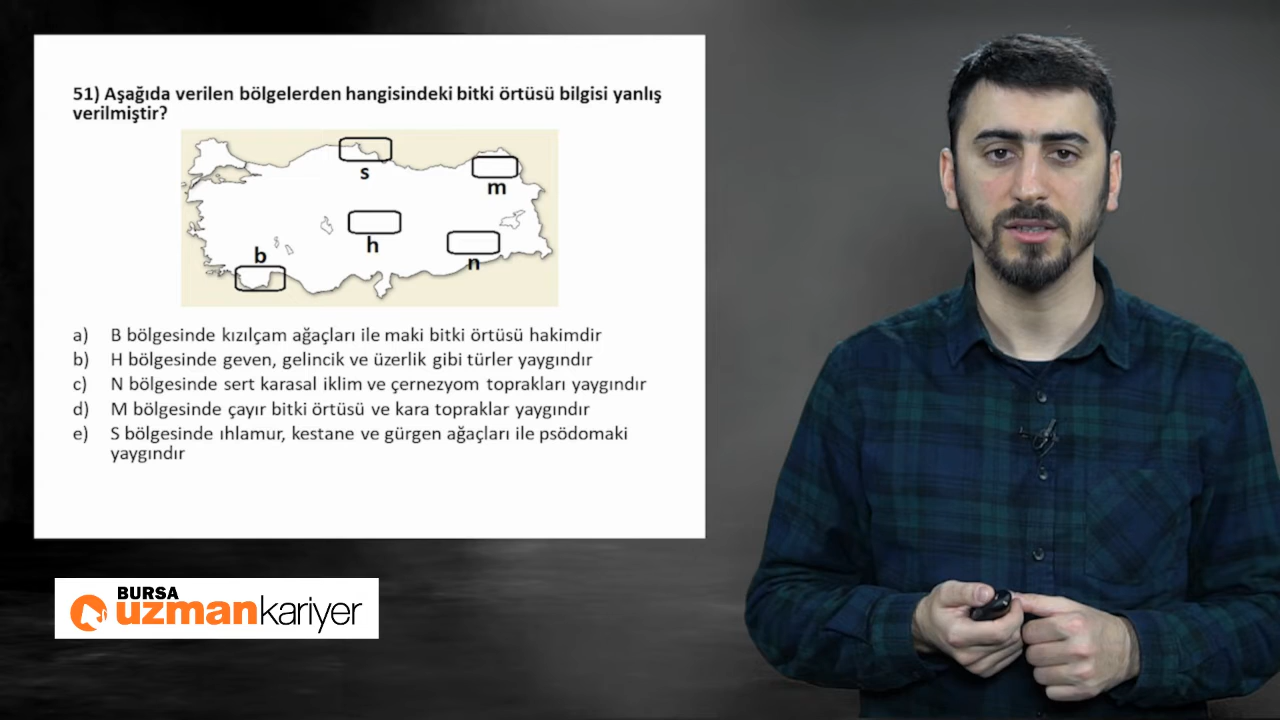 51) Aşağıda verilen bölgelerden hangisindeki bitki örtüsü bilgisi yanlış
verilmiştir?
s
m
h
b
n
a) B bölgesinde kızılçam ağaçları ile maki bitki örtüsü hakimdir
b) H bölgesinde geven, gelincik ve üzerlik gibi türler yaygındır
c) N bölgesinde sert karasal iklim ve çernezyom toprakları yaygındır
d) M bölgesinde çayır bitki örtüsü ve kara topraklar yaygındır
e) S bölgesinde ıhlamur, kestane ve gürgen ağaçları ile psödomaki
yaygındır
BURSA
uzmankariyer